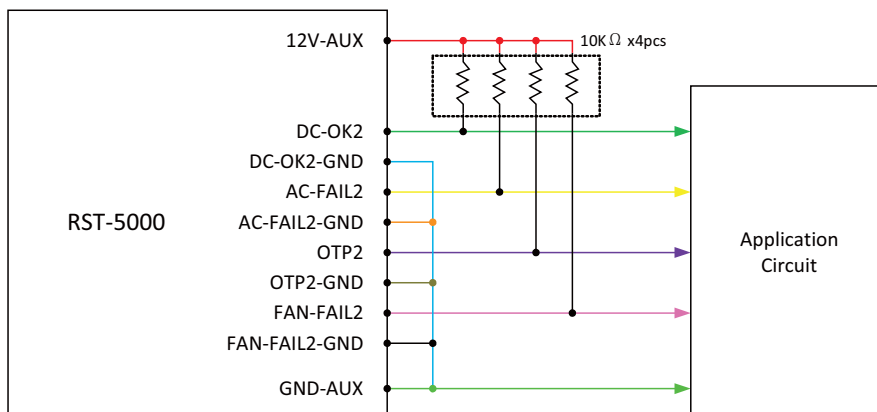 12V-AUX
10KΩ x4pcs
DC-OK2
DC-OK2-GND
AC-FAIL2
RST-5000
AC-FAIL2-GND
OTP2
Application
Circuit
OTP2-GND
FAN-FAIL2
FAN-FAIL2-GND
GND-AUX